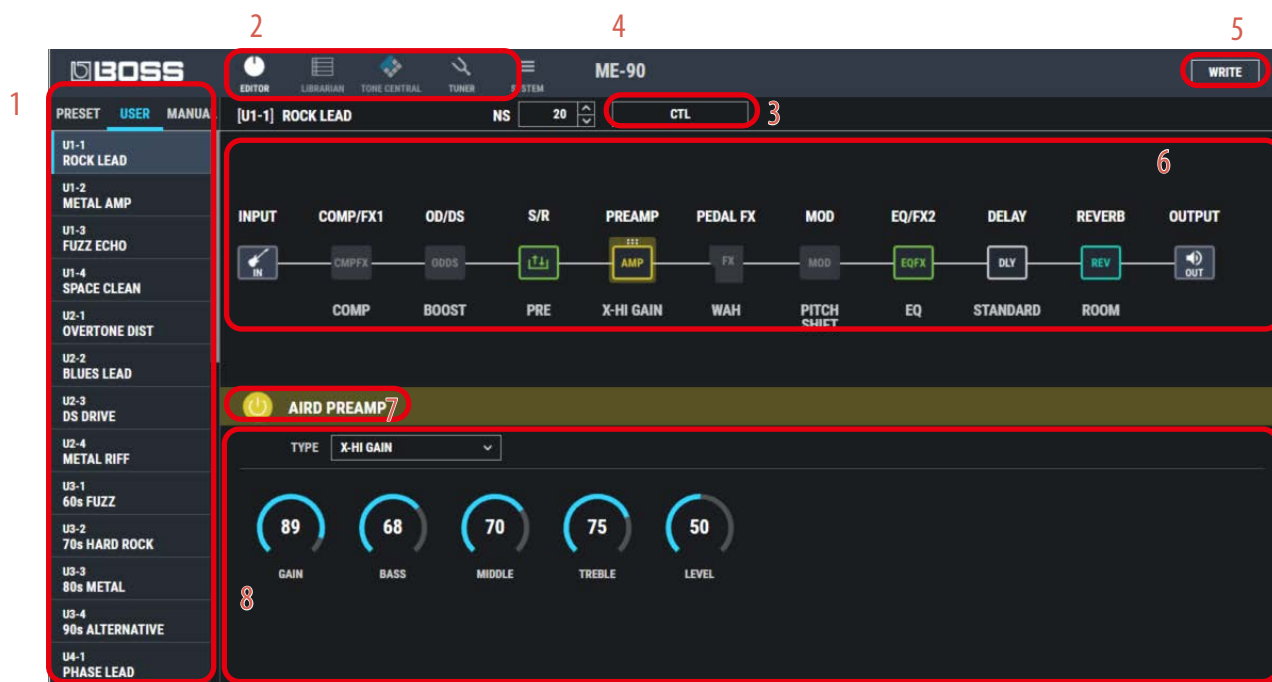 2
4
5
BOSS
EDITOR
LIBRARIAN
TONE CENTRAL
TUNER
SYSTEM
ME-90
WRITE
1
PRESET USER MANUAL
[U1-1] ROCK LEAD
NS 20
CTL
3
U1-1
ROCK LEAD
U1-2
METAL AMP
U1-3
FUZZ ECHO
U1-4
SPACE CLEAN
U2-1
OVERTONE DIST
U2-2
BLUES LEAD
U2-3
DS DRIVE
U2-4
METAL RIFF
U3-1
60s FUZZ
U3-2
70s HARD ROCK
U3-3
80s METAL
U3-4
90s ALTERNATIVE
U4-1
PHASE LEAD
6
INPUT COMP/FX1 OD/DS S/R PREAMP PEDAL FX MOD EQ/FX2 DELAY REVERB OUTPUT
IN CMPFX ODDS AMP FX MOD EQFX DLY REV OUT
COMP BOOST PRE X-HI GAIN WAH PITCH SHIFT EQ STANDARD ROOM
AIRD PREAMP
7
TYPE X-HI GAIN
89 68 70 75 50
GAIN BASS MIDDLE TREBLE LEVEL
8